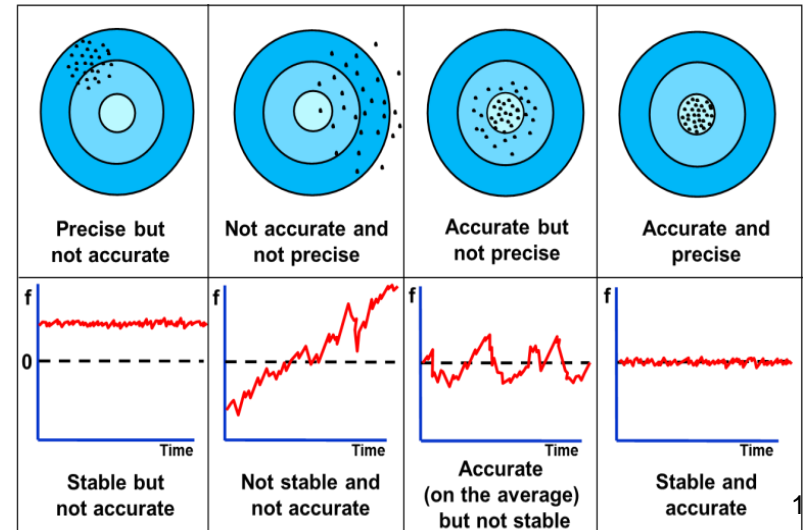 Precise but
not accurate
Not accurate and
not precise
Accurate but
not precise
Accurate and
precise
f
0
Time
Stable but
not accurate
f
Time
Not stable and
not accurate
f
Time
Accurate
(on the average)
but not stable
f
Time
Stable and
accurate
1